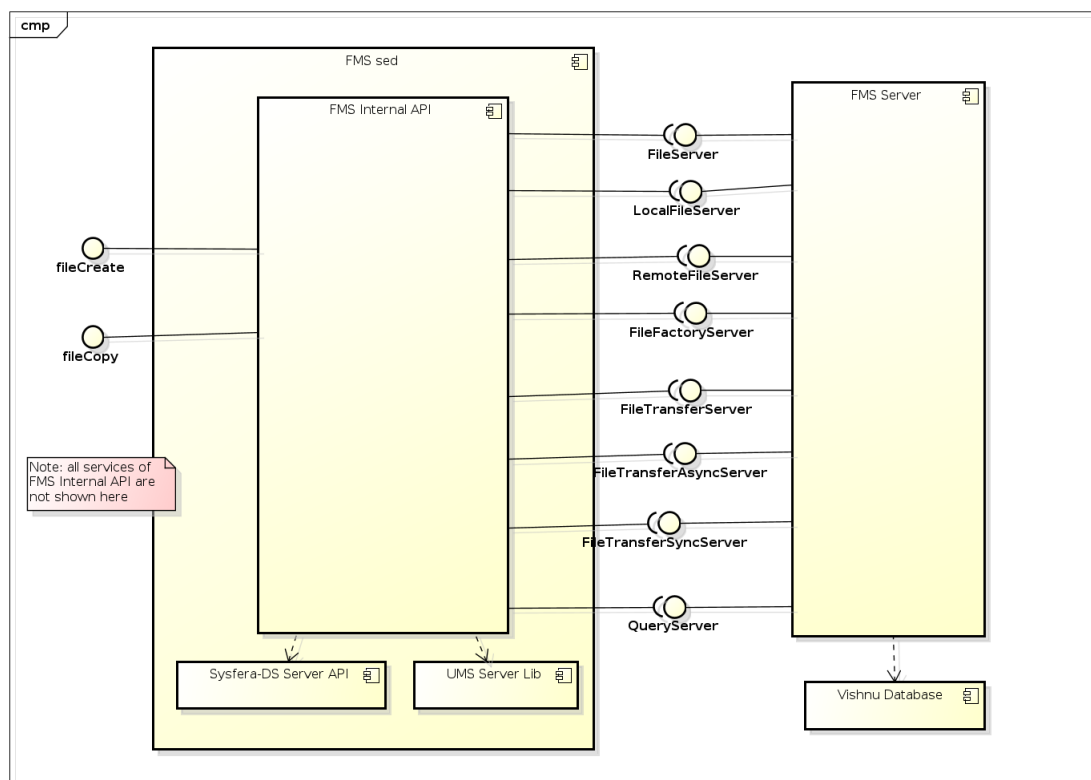 cmp
FMS sed
FMS Internal API
FMS Server
FileServer
LocalFileServer
fileCreate
RemoteFileServer
FileFactoryServer
fileCopy
FileTransferServer
Note: all services of
FMS Internal API are
not shown here
FileTransferAsyncServer
FileTransferSyncServer
QueryServer
Sysfera-DS Server API
UMS Server Lib
Vishnu Database